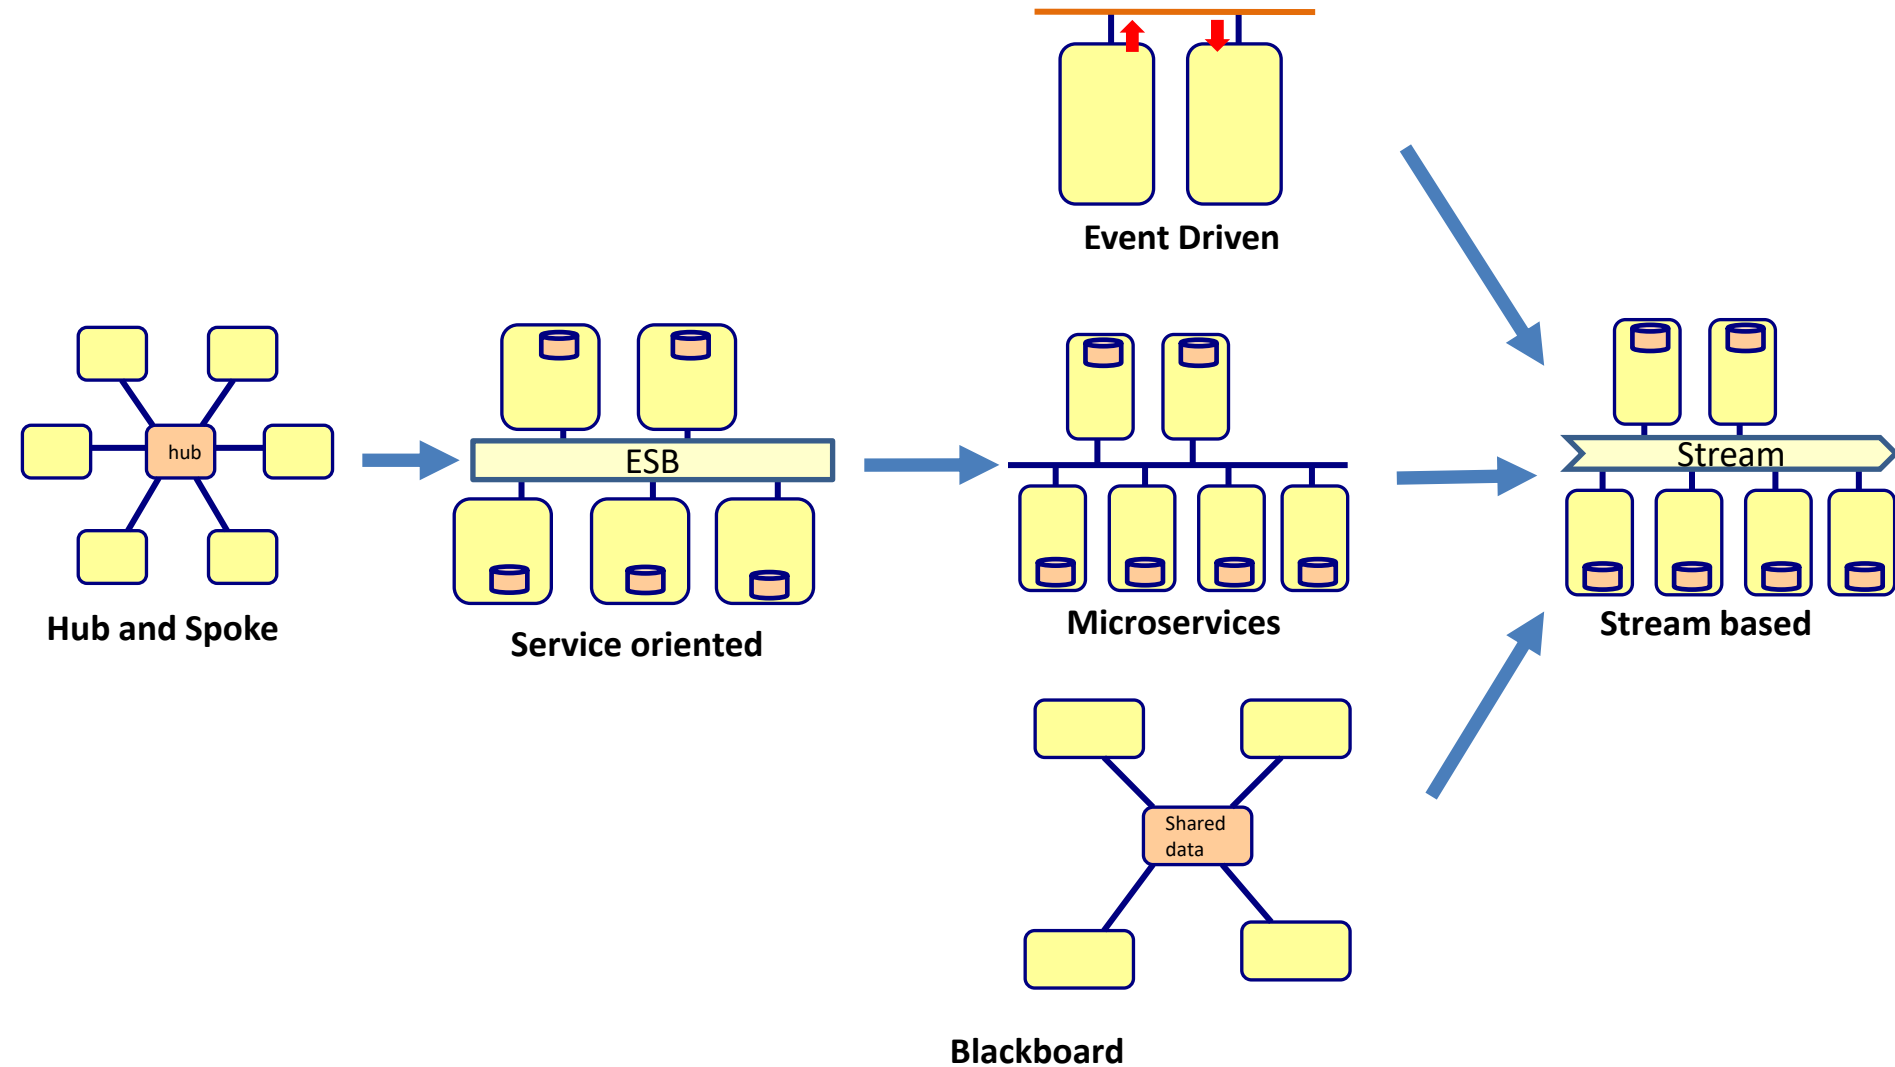 Event Driven
hub
Hub and Spoke
ESB
Service oriented
Microservices
Stream
Stream based
Shared
data
Blackboard